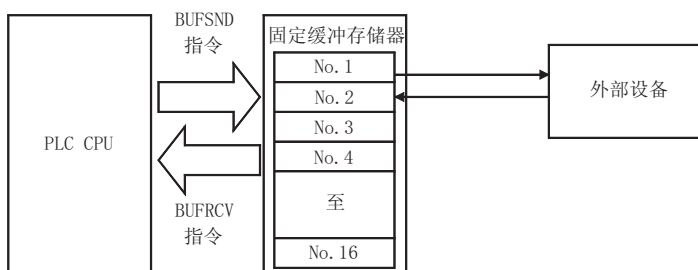 BUFSND
指令
固定缓冲存储器
No.1
No.2
No.3
No.4
至
No.16
PLC CPU
外部设备
BUFRCV
指令